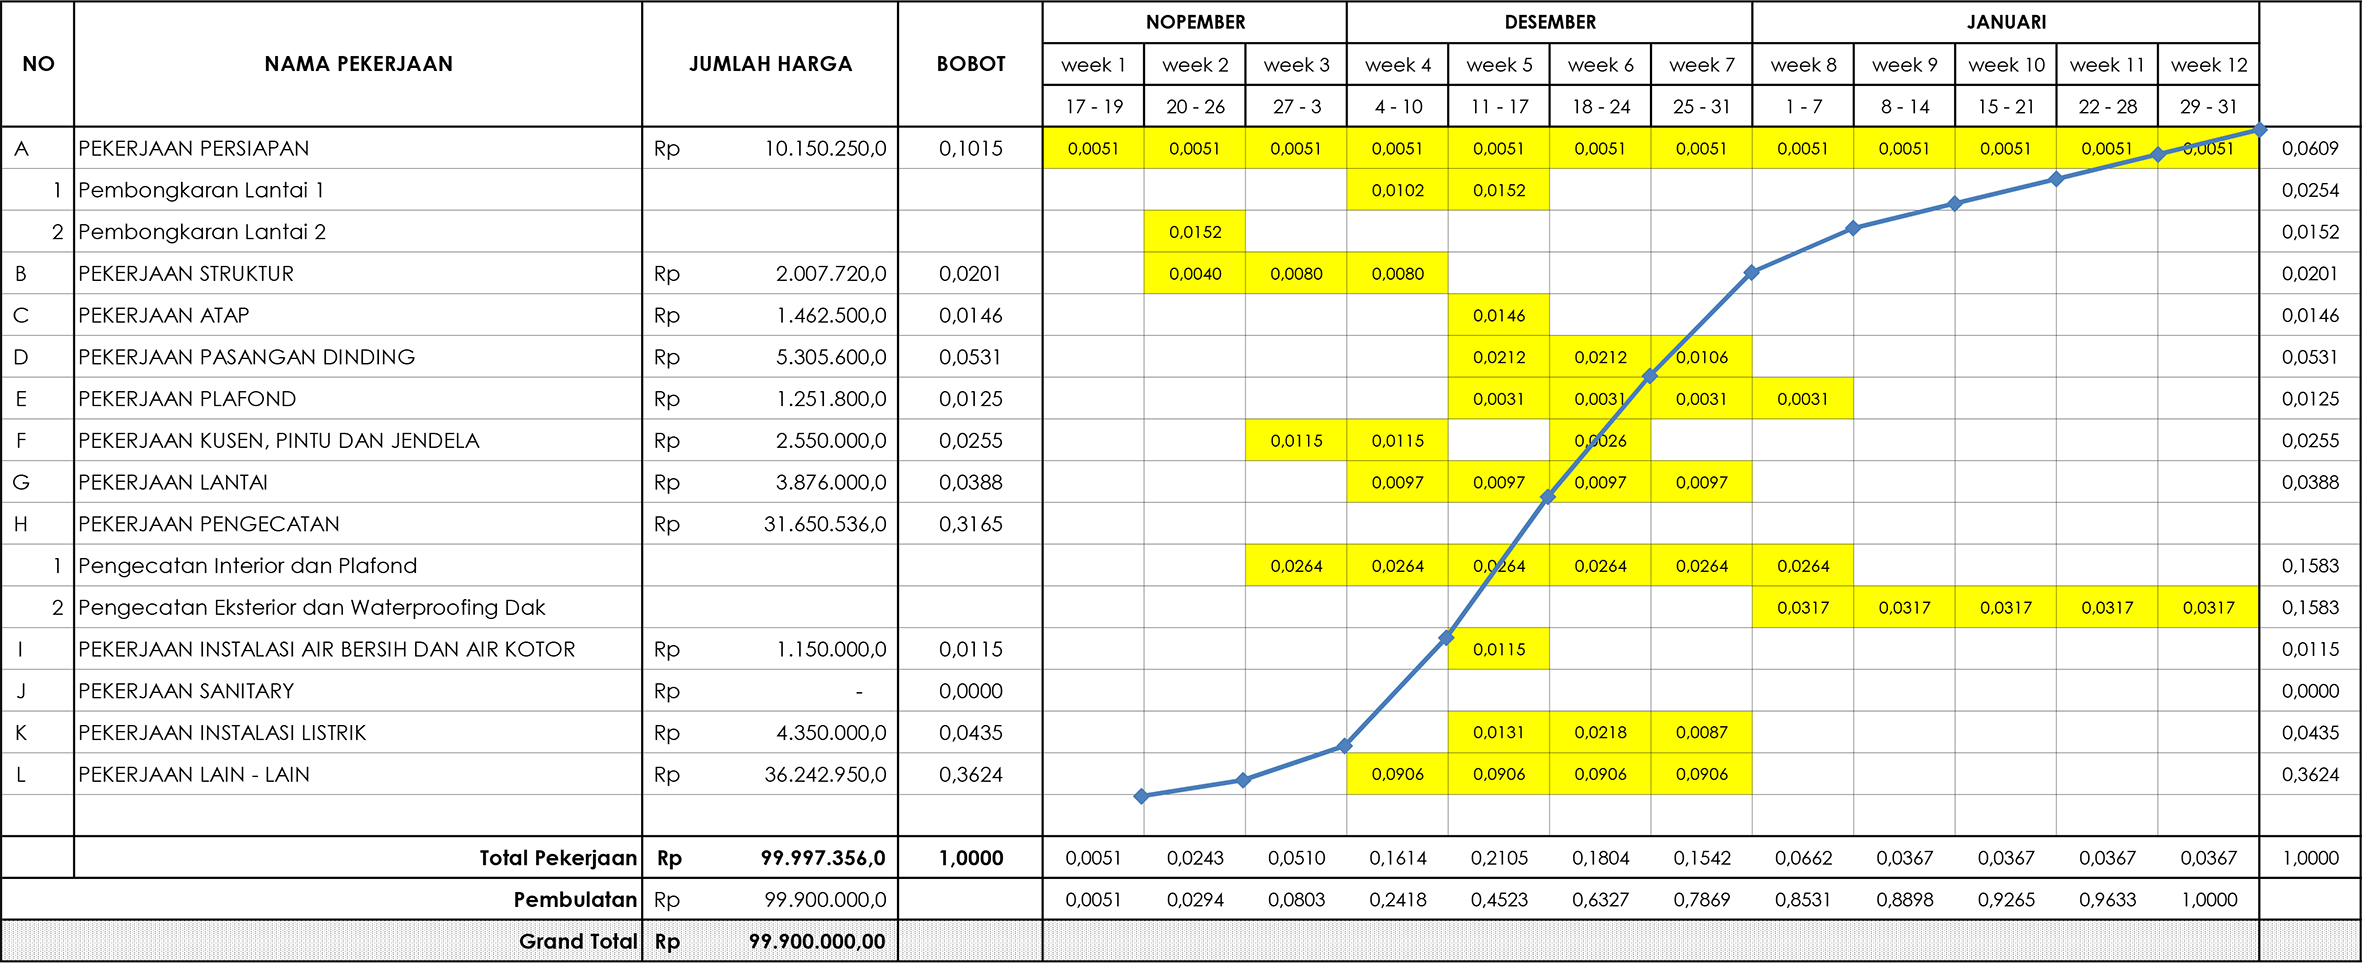 NO NAMA PEKERJAAN JUMLAH HARGA BOBOT NOPEMBER DESEMBER JANUARI
week 1 week 2 week 3 week 4 week 5 week 6 week 7 week 8 week 9 week 10 week 11 week 12
17 - 19 20 - 26 27 - 3 4 - 10 11 - 17 18 - 24 25 - 31 1 - 7 8 - 14 15 - 21 22 - 28 29 - 31
A PEKERJAAN PERSIAPAN Rp 10.150.250,0 0,1015 0,0051 0,0051 0,0051 0,0051 0,0051 0,0051 0,0051 0,0051 0,0051 0,0051 0,0051 0,0051 0,0609
1 Pembongkaran Lantai 1 0,0102 0,0152 0,0254
2 Pembongkaran Lantai 2 0,0152 0,0152
B PEKERJAAN STRUKTUR Rp 2.007.720,0 0,0201 0,0040 0,0080 0,0080 0,0201
C PEKERJAAN ATAP Rp 1.462.500,0 0,0146 0,0146 0,0146
D PEKERJAAN PASANGAN DINDING Rp 5.305.600,0 0,0531 0,0212 0,0212 0,0106 0,0531
E PEKERJAAN PLAFOND Rp 1.251.800,0 0,0125 0,0031 0,0031 0,0031 0,0031 0,0125
F PEKERJAAN KUSEN, PINTU DAN JENDELA Rp 2.550.000,0 0,0255 0,0115 0,0115 0,0026 0,0255
G PEKERJAAN LANTAI Rp 3.876.000,0 0,0388 0,0097 0,0097 0,0097 0,0097 0,0388
H PEKERJAAN PENGECATAN Rp 31.650.536,0 0,3165
1 Pengecatan Interior dan Plafond 0,0264 0,0264 0,0264 0,0264 0,0264 0,0264 0,1583
2 Pengecatan Eksterior dan Waterproofing Dak 0,0317 0,0317 0,0317 0,0317 0,0317 0,1583
I PEKERJAAN INSTALASI AIR BERSIH DAN AIR KOTOR Rp 1.150.000,0 0,0115 0,0115 0,0115
J PEKERJAAN SANITARY Rp - 0,0000 0,0000
K PEKERJAAN INSTALASI LISTRIK Rp 4.350.000,0 0,0435 0,0131 0,0218 0,0087 0,0435
L PEKERJAAN LAIN - LAIN Rp 36.242.950,0 0,3624 0,0906 0,0906 0,0906 0,0906 0,3624
Total Pekerjaan Rp 99.997.356,0 1,0000 0,0051 0,0243 0,0510 0,1614 0,2105 0,1804 0,1542 0,0662 0,0367 0,0367 0,0367 0,0367 1,0000
Pembulatan Rp 99.900.000,0 0,0051 0,0294 0,0803 0,2418 0,4523 0,6327 0,7869 0,8531 0,8898 0,9265 0,9633 1,0000
Grand Total Rp 99.900.000,00